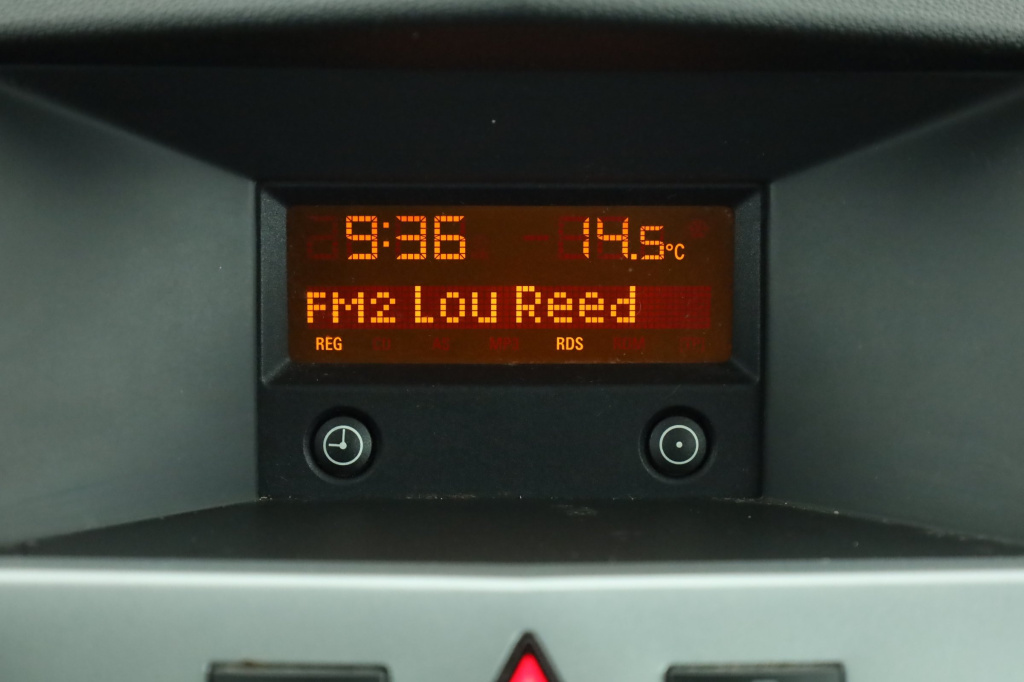 9:36 14.5°C
FM2 Lou Reed
REG RDS